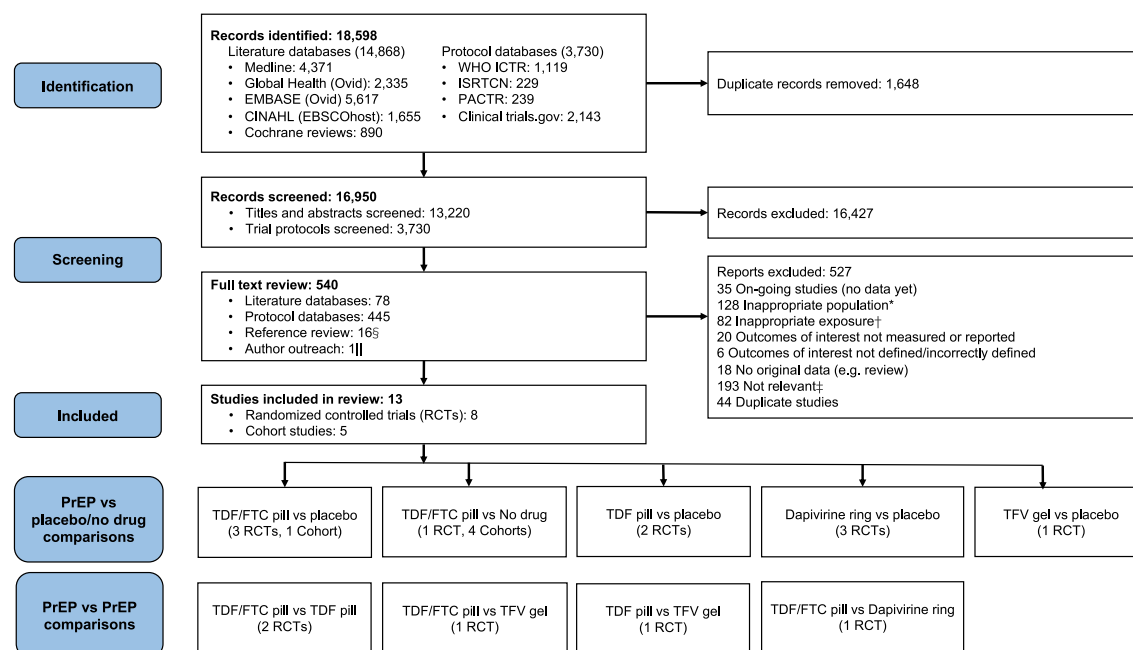 Identification
Records identified: 18,598
Literature databases (14,868)
• Medline: 4,371
• Global Health (Ovid): 2,335
• EMBASE (Ovid) 5,617
• CINAHL (EBSCOhost): 1,655
• Cochrane reviews: 890
Protocol databases (3,730)
• WHO ICTR: 1,119
• ISRTCN: 229
• PACTR: 239
• Clinical trials.gov: 2,143
Duplicate records removed: 1,648
Screening
Records screened: 16,950
• Titles and abstracts screened: 13,220
• Trial protocols screened: 3,730
Records excluded: 16,427
Full text review: 540
• Literature databases: 78
• Protocol databases: 445
• Reference review: 16§
• Author outreach: 1||
Reports excluded: 527
35 On-going studies (no data yet)
128 Inappropriate population*
82 Inappropriate exposure†
20 Outcomes of interest not measured or reported
6 Outcomes of interest not defined/incorrectly defined
18 No original data (e.g. review)
193 Not relevant‡
44 Duplicate studies
Included
Studies included in review: 13
• Randomized controlled trials (RCTs): 8
• Cohort studies: 5
PrEP vs
placebo/no drug
comparisons
TDF/FTC pill vs placebo
(3 RCTs, 1 Cohort)
TDF/FTC pill vs No drug
(1 RCT, 4 Cohorts)
TDF pill vs placebo
(2 RCTs)
Dapivirine ring vs placebo
(3 RCTs)
TFV gel vs placebo
(1 RCT)
PrEP vs PrEP
comparisons
TDF/FTC pill vs TDF pill
(2 RCTs)
TDF/FTC pill vs TFV gel
(1 RCT)
TDF pill vs TFV gel
(1 RCT)
TDF/FTC pill vs Dapivirine ring
(1 RCT)